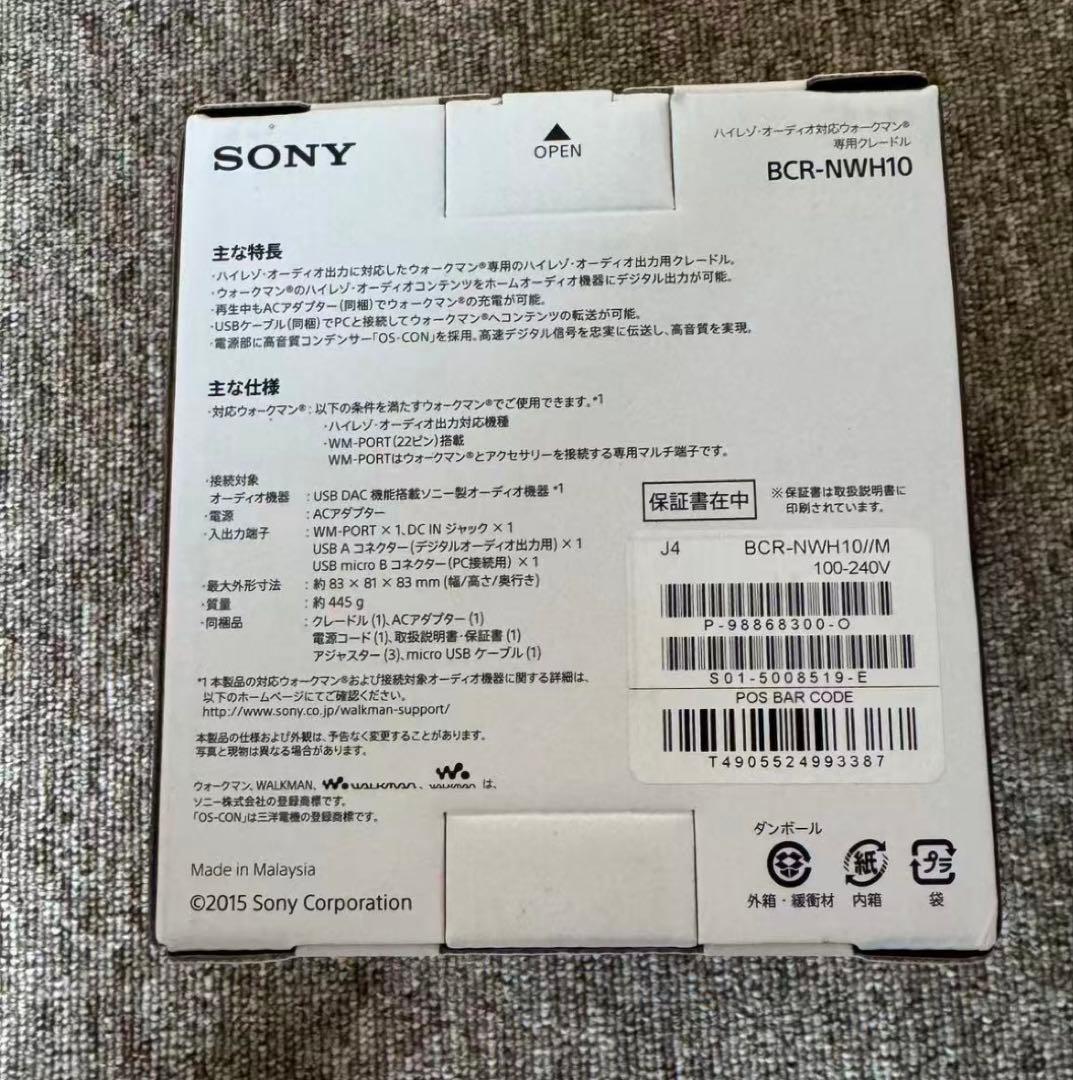 SONY
▲
OPEN
ハイレゾ・オーディオ対応ウォークマン®
専用クレードル
BCR-NWH10
主な特長
・ハイレゾ・オーディオ出力に対応したウォークマン®専用のハイレゾ・オーディオ出力用クレードル。
・ウォークマン®のハイレゾ・オーディオコンテンツをホームオーディオ機器にデジタル出力が可能。
・再生中もACアダプター(同梱)でウォークマン®の充電が可能。
・USBケーブル(同梱)でPCと接続してウォークマン®へコンテンツの転送が可能。
・電源部に高音質コンデンサー「OS-CON」を採用。高速デジタル信号を忠実に伝送し、高音質を実現。
主な仕様
・対応ウォークマン®：以下の条件を満たすウォークマン®でご使用できます。*1
・ハイレゾ・オーディオ出力対応機種
・WM-PORT(22ピン)搭載
WM-PORTはウォークマン®とアクセサリーを接続する専用マルチ端子です。
・接続対象
オーディオ機器 ：USB DAC 機能搭載ソニー製オーディオ機器 *1
・電源 ：ACアダプター
・入出力端子 ：WM-PORT × 1、DC IN ジャック × 1
USB A コネクター(デジタルオーディオ出力用) × 1
USB micro B コネクター(PC接続用) × 1
・最大外形寸法 ：約 83 × 81 × 83 mm (幅/高さ/奥行き)
・質量 ：約 445 g
・同梱品 ：クレードル (1)、ACアダプター (1)
電源コード (1)、取扱説明書・保証書 (1)
アジャスター (3)、micro USB ケーブル (1)
*1 本製品の対応ウォークマン®および接続対象オーディオ機器に関する詳細は、
以下のホームページにてご確認ください。
http://www.sony.co.jp/walkman-support/
本製品の仕様および外観は、予告なく変更することがあります。
写真と現物は異なる場合があります。
ウォークマン、WALKMAN、W. WALKMAN、W. WALKMAN は、
ソニー株式会社の登録商標です。
「OS-CON」は三洋電機の登録商標です。
Made in Malaysia
©2015 Sony Corporation
保証書在中
※保証書は取扱説明書に
印刷されています。
J4 BCR-NWH10//M
100-240V
P-98868300-O
S01-5008519-E
POS BAR CODE
T4905524993387
ダンボール
紙
プラ
外箱・緩衝材 内箱 袋